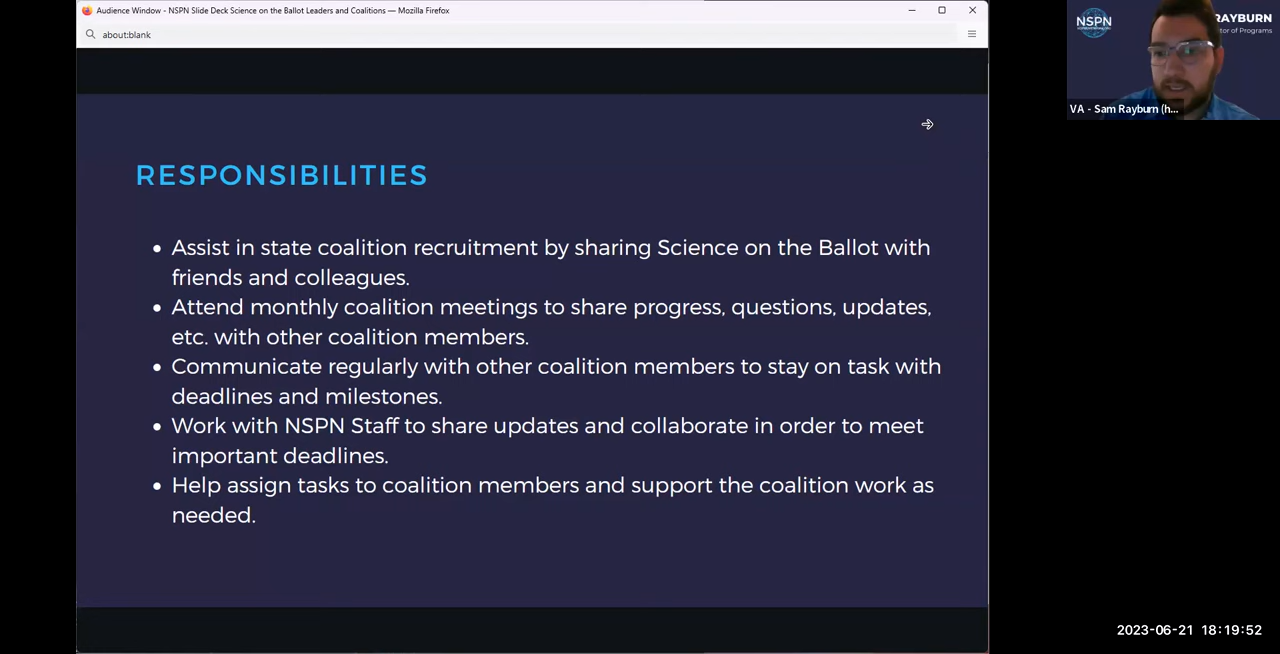 Audience Window - NSPN Slide Deck Science on the Ballot Leaders and Coalitions — Mozilla Firefox
about:blank
NSPN
RAYBURN
tor of Programs
VA - Sam Rayburn (h...
RESPONSIBILITIES
• Assist in state coalition recruitment by sharing Science on the Ballot with
friends and colleagues.
• Attend monthly coalition meetings to share progress, questions, updates,
etc. with other coalition members.
• Communicate regularly with other coalition members to stay on task with
deadlines and milestones.
• Work with NSPN Staff to share updates and collaborate in order to meet
important deadlines.
• Help assign tasks to coalition members and support the coalition work as
needed.
2023-06-21 18:19:52